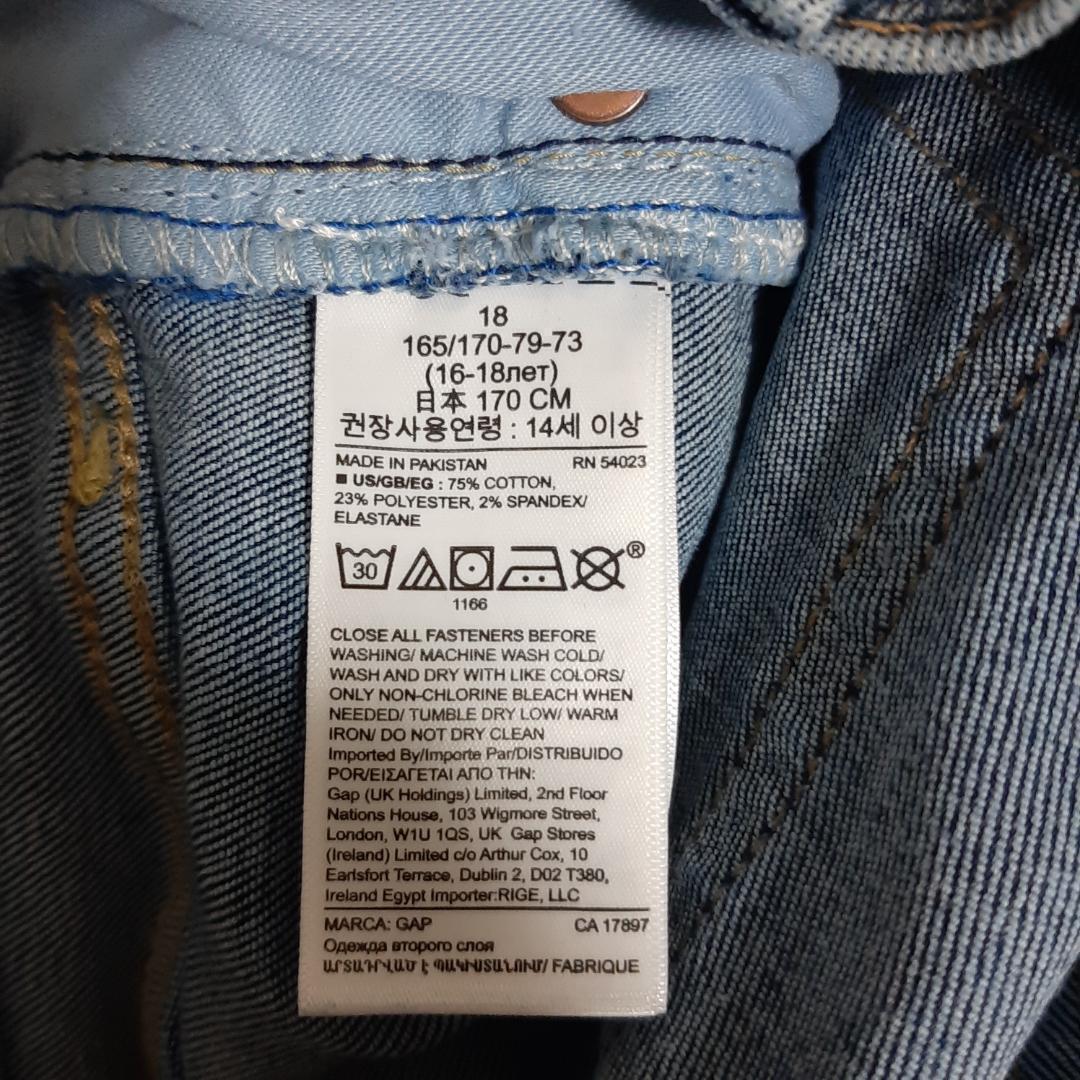 18
165/170-79-73
(16-18лет)
日本 170 CM
권장사용연령 : 14세 이상
MADE IN PAKISTAN RN 54023
■ US/GB/EG : 75% COTTON,
23% POLYESTER, 2% SPANDEX/
ELASTANE
30 ®
1166
CLOSE ALL FASTENERS BEFORE
WASHING/ MACHINE WASH COLD/
WASH AND DRY WITH LIKE COLORS/
ONLY NON-CHLORINE BLEACH WHEN
NEEDED/ TUMBLE DRY LOW/ WARM
IRON/ DO NOT DRY CLEAN
Imported By/Importe Par/DISTRIBUIDO
POR/ΕΙΣΑΓΕΤΑΙ ΑΠΟ ΤΗΝ:
Gap (UK Holdings) Limited, 2nd Floor
Nations House, 103 Wigmore Street,
London, W1U 1QS, UK Gap Stores
(Ireland) Limited c/o Arthur Cox, 10
Earlsfort Terrace, Dublin 2, D02 T380,
Ireland Egypt Importer:RIGE, LLC
MARCA: GAP CA 17897
Одежда второго слоя
ԱՐՏԱԴՐՎԱԾ Է ՊԱԿԻՍՏԱՆՈՒՄ/ FABRIQUE